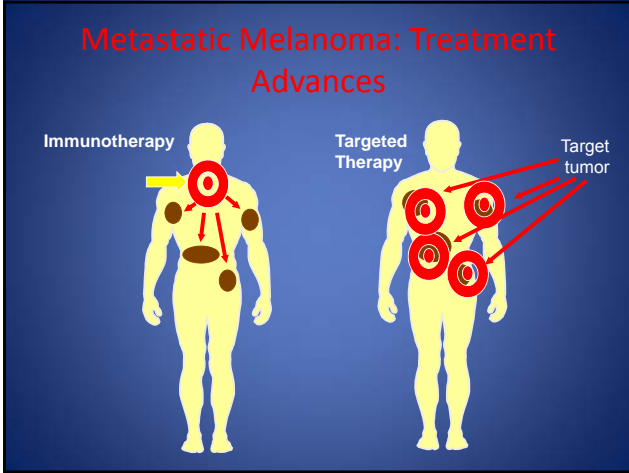 Metastatic Melanoma: Treatment
Advances
Immunotherapy
Targeted
Therapy
Target
tumor